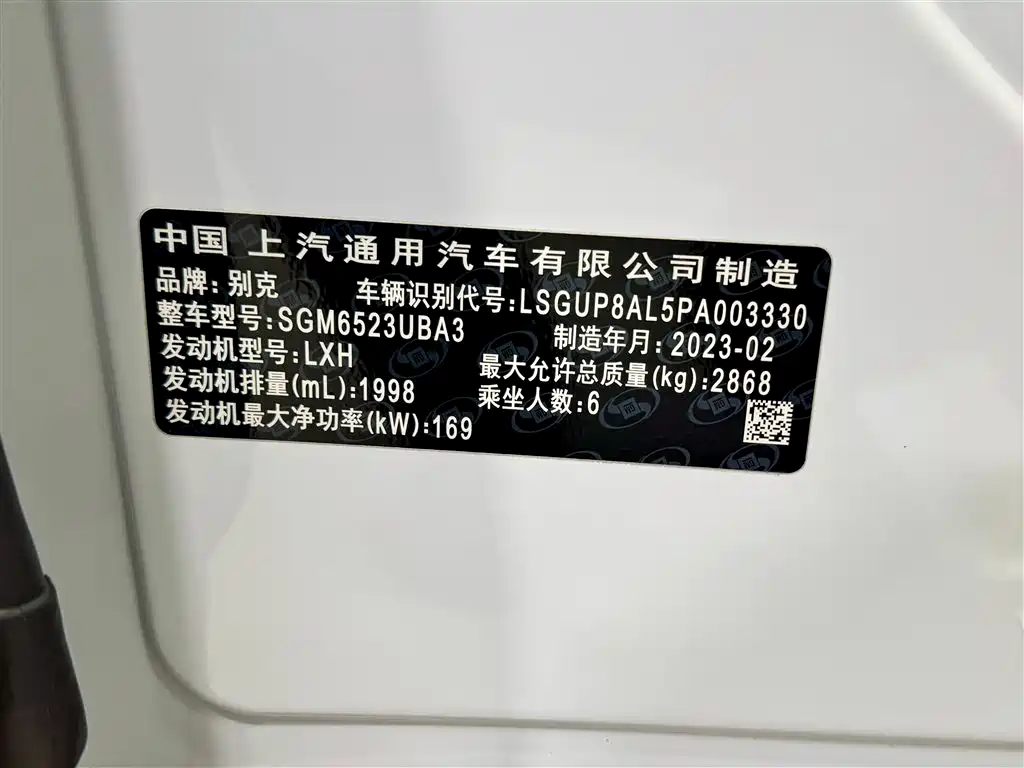 中国 上汽通用汽车有限公司制造
品牌:别克 车辆识别代号:LSGUP8AL5PA003330
整车型号:SGM6523UBA3 制造年月:2023-02
发动机型号:LXH 最大允许总质量(kg):2868
发动机排量(mL):1998 乘坐人数:6
发动机最大净功率(kW):169